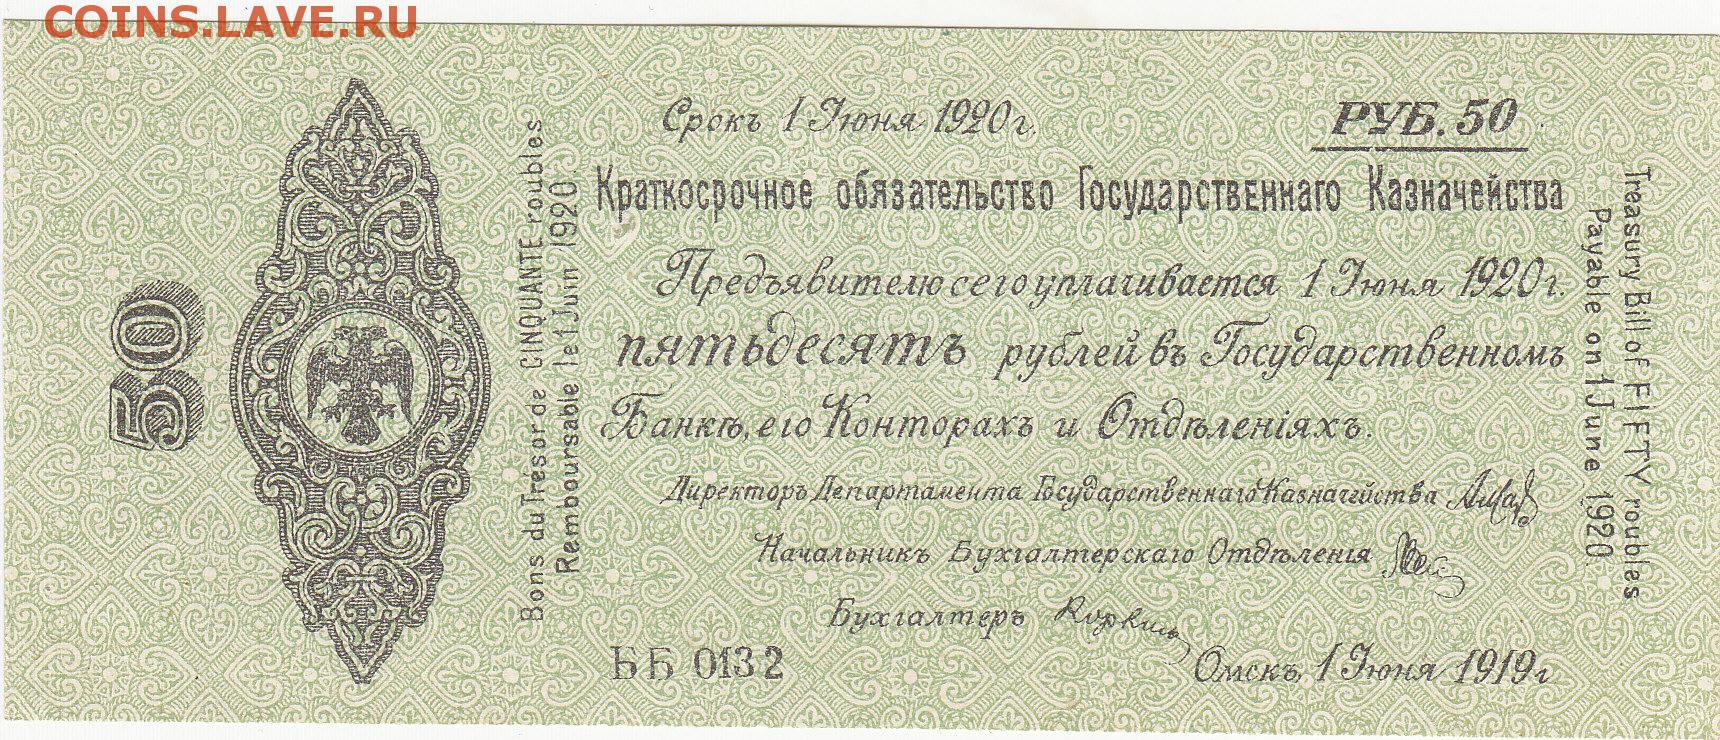 COINS.LAVE.RU
50
Bons du Trésor de CINQUANTE roubles
Remboursable le 1 Juin 1920.
Срокъ 1 Іюня 1920 г.
РУБ. 50
Краткосрочное обязательство Государственнаго Казначейства
Предъявителю сего уплачивается 1 Іюня 1920 г.
пятьдесятъ рублей въ Государственномъ
Банкѣ, его Конторахъ и Отдѣленіяхъ.
Директоръ Департамента Государственнаго Казначейства
Начальникъ Бухгалтерскаго Отдѣленія
Бухгалтеръ
ББ 0132
Омскъ, 1 Іюня 1919 г.
Treasury Bill of FIFTY roubles
Payable on 1 June 1920.